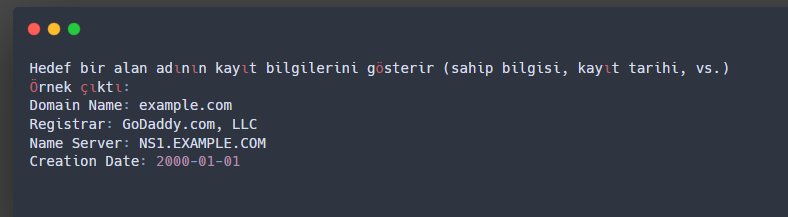 Hedef bir alan adının kayıt bilgilerini gösterir (sahip bilgisi, kayıt tarihi, vs.)
Örnek çıktı:
Domain Name: example.com
Registrar: GoDaddy.com, LLC
Name Server: NS1.EXAMPLE.COM
Creation Date: 2000-01-01